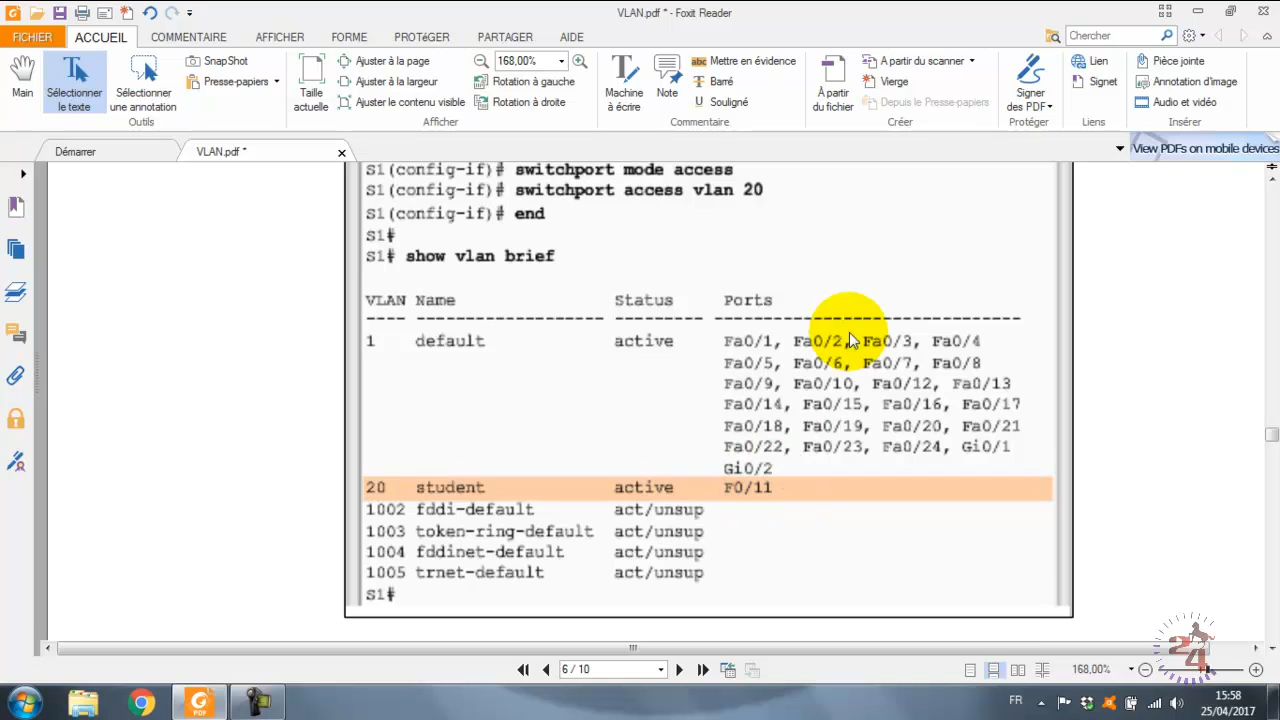 VLAN.pdf * - Foxit Reader
FICHIER ACCUEIL COMMENTAIRE AFFICHER FORME PROTéGER PARTAGER AIDE Chercher
Main
Sélectionner le texte
Sélectionner une annotation
SnapShot
Presse-papiers
Outils
Taille actuelle
Ajuster à la page
Ajuster à la largeur
Ajuster le contenu visible
168,00%
Rotation à gauche
Rotation à droite
Afficher
Machine à écrire
Note
abc Mettre en évidence
Barré
Souligné
Commentaire
À partir du fichier
A partir du scanner
Vierge
Depuis le Presse-papiers
Créer
Signer des PDF
Protéger
Lien
Signet
Liens
Pièce jointe
Annotation d'image
Audio et vidéo
Insérer
Démarrer VLAN.pdf * View PDFs on mobile devices
S1(config-if)# switchport mode access
S1(config-if)# switchport access vlan 20
S1(config-if)# end
S1#
S1# show vlan brief
VLAN Name Status Ports
---- ------------------- --------- -------------------------------
1 default active Fa0/1, Fa0/2, Fa0/3, Fa0/4
Fa0/5, Fa0/6, Fa0/7, Fa0/8
Fa0/9, Fa0/10, Fa0/12, Fa0/13
Fa0/14, Fa0/15, Fa0/16, Fa0/17
Fa0/18, Fa0/19, Fa0/20, Fa0/21
Fa0/22, Fa0/23, Fa0/24, Gi0/1
Gi0/2
20 student active F0/11
1002 fddi-default act/unsup
1003 token-ring-default act/unsup
1004 fddinet-default act/unsup
1005 trnet-default act/unsup
S1#
6 / 10 168,00%
24
PDF
FR
15:58
25/04/2017